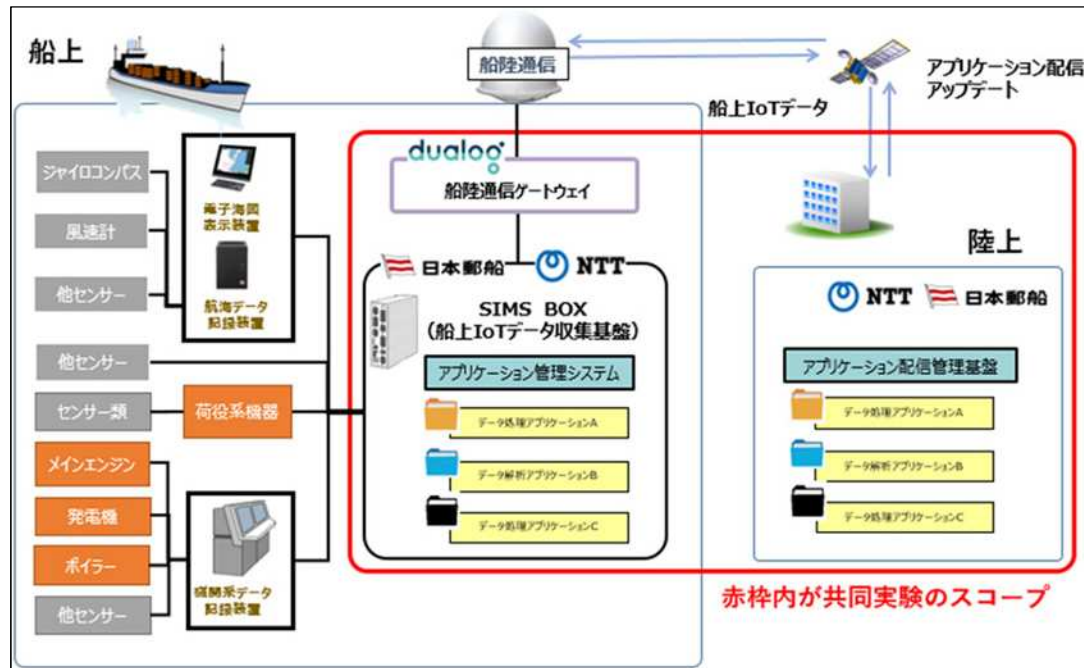 船上
船陸通信
アプリケーション配信
アップデート
船上IoTデータ
dualog
船陸通信ゲートウェイ
ジャイロコンパス
風速計
他センサー
電子海図
表示装置
航海データ
記録装置
他センサー
センサー類
荷役系機器
メインエンジン
発電機
ボイラー
他センサー
機関系データ
記録装置
日本郵船
NTT
SIMS BOX
(船上IoTデータ収集基盤)
アプリケーション管理システム
データ処理アプリケーションA
データ解析アプリケーションB
データ処理アプリケーションC
陸上
NTT
日本郵船
アプリケーション配信管理基盤
データ処理アプリケーションA
データ解析アプリケーションB
データ処理アプリケーションC
赤枠内が共同実験のスコープ